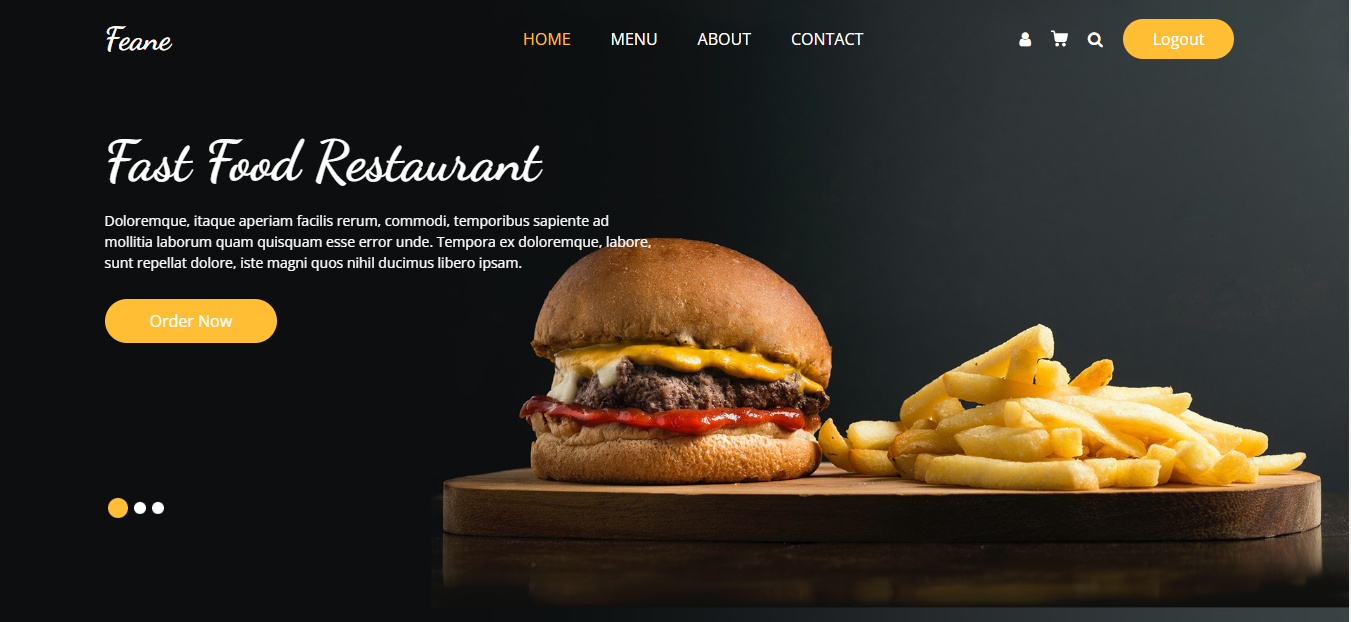 Feane
HOME MENU ABOUT CONTACT
Logout
Fast Food Restaurant
Doloremque, itaque aperiam facilis rerum, commodi, temporibus sapiente ad
mollitia laborum quam quisquam esse error unde. Tempora ex doloremque, labore,
sunt repellat dolore, iste magni quos nihil ducimus libero ipsam.
Order Now